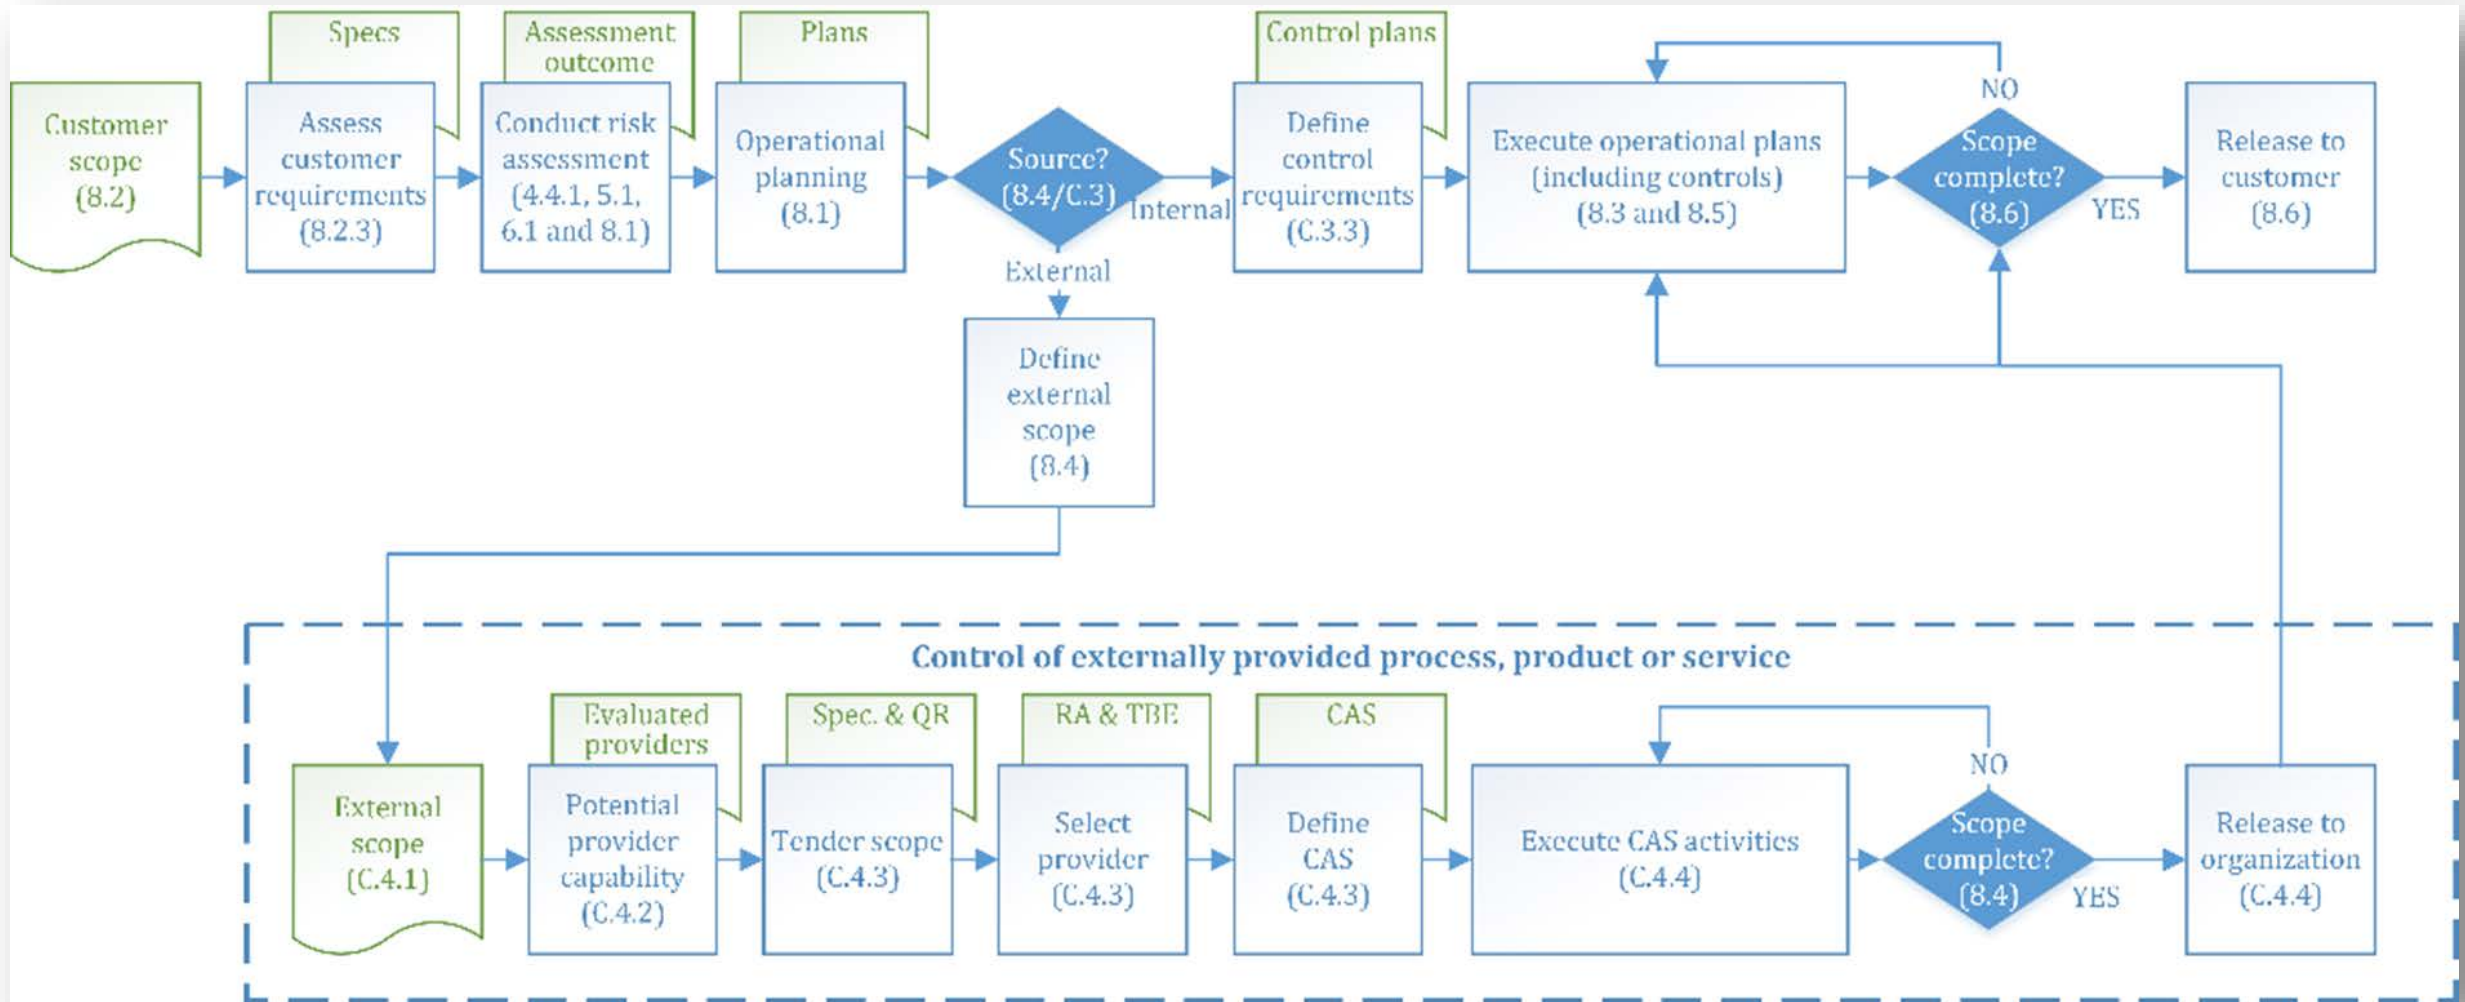 Specs
Assessment
outcome
Plans
Control plans
Customer
scope
(8.2)
Assess
customer
requirements
(8.2.3)
Conduct risk
assessment
(4.4.1, 5.1,
6.1 and 8.1)
Operational
planning
(8.1)
Source?
(8.4/C.3)
Internal
External
Define
control
requirements
(C.3.3)
Execute operational plans
(including controls)
(8.3 and 8.5)
NO
Scope
complete?
(8.6)
YES
Release to
customer
(8.6)
Define
external
scope
(8.4)
Control of externally provided process, product or service
Evaluated
providers
Spec. & QR
RA & TBE
CAS
External
scope
(C.4.1)
Potential
provider
capability
(C.4.2)
Tender scope
(C.4.3)
Select
provider
(C.4.3)
Define
CAS
(C.4.3)
Execute CAS activities
(C.4.4)
NO
Scope
complete?
(8.4)
YES
Release to
organization
(C.4.4)